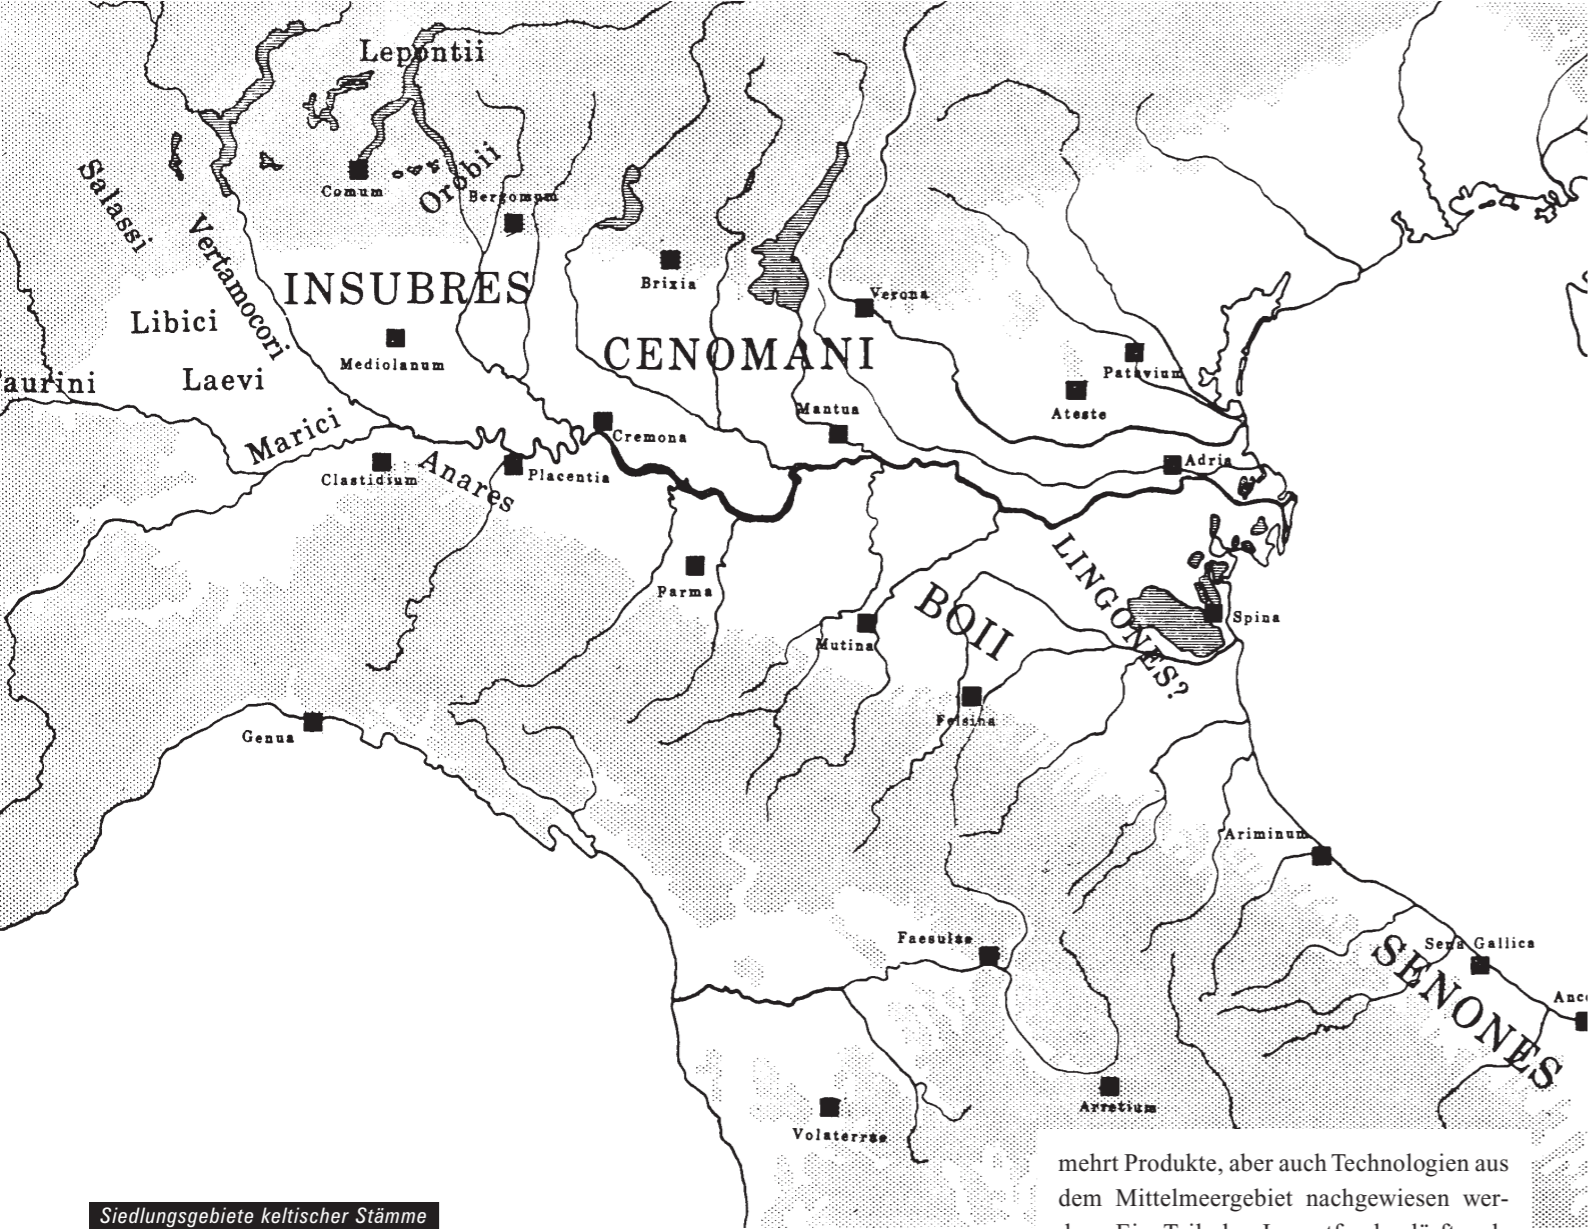 Lepontii
Salassi
Comum
Orobii
Bergomum
Vertamocori
INSUBRES
Brixia
Verona
Libici
Mediolanum
CENOMANI
Patavium
aurini
Laevi
Ateste
Mantua
Marici
Cremona
Clastidium
Anares
Placentia
Adria
LINGONES?
Parma
BOII
Spina
Mutina
Felsina
Genua
Ariminum
Faesulae
Sena Gallica
SENONES
Anc
Arretium
Volaterrae
mehrt Produkte, aber auch Technologien aus
dem Mittelmeergebiet nachgewiesen wer-
Siedlungsgebiete keltischer Stämme